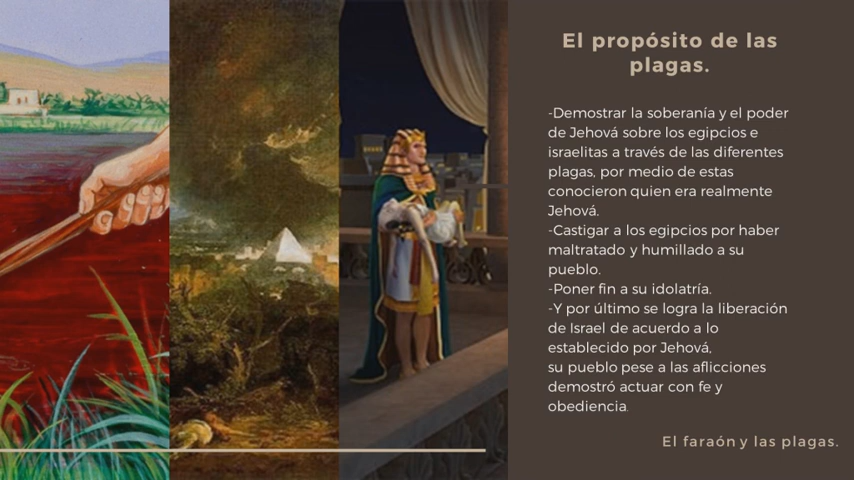 El propósito de las
plagas.
-Demostrar la soberanía y el poder
de Jehová sobre los egipcios e
israelitas a través de las diferentes
plagas, por medio de estas
conocieron quien era realmente
Jehová.
-Castigar a los egipcios por haber
maltratado y humillado a su
pueblo.
-Poner fin a su idolatría.
-Y por último se logra la liberación
de Israel de acuerdo a lo
establecido por Jehová,
su pueblo pese a las aflicciones
demostró actuar con fe y
obediencia.
El faraón y las plagas.